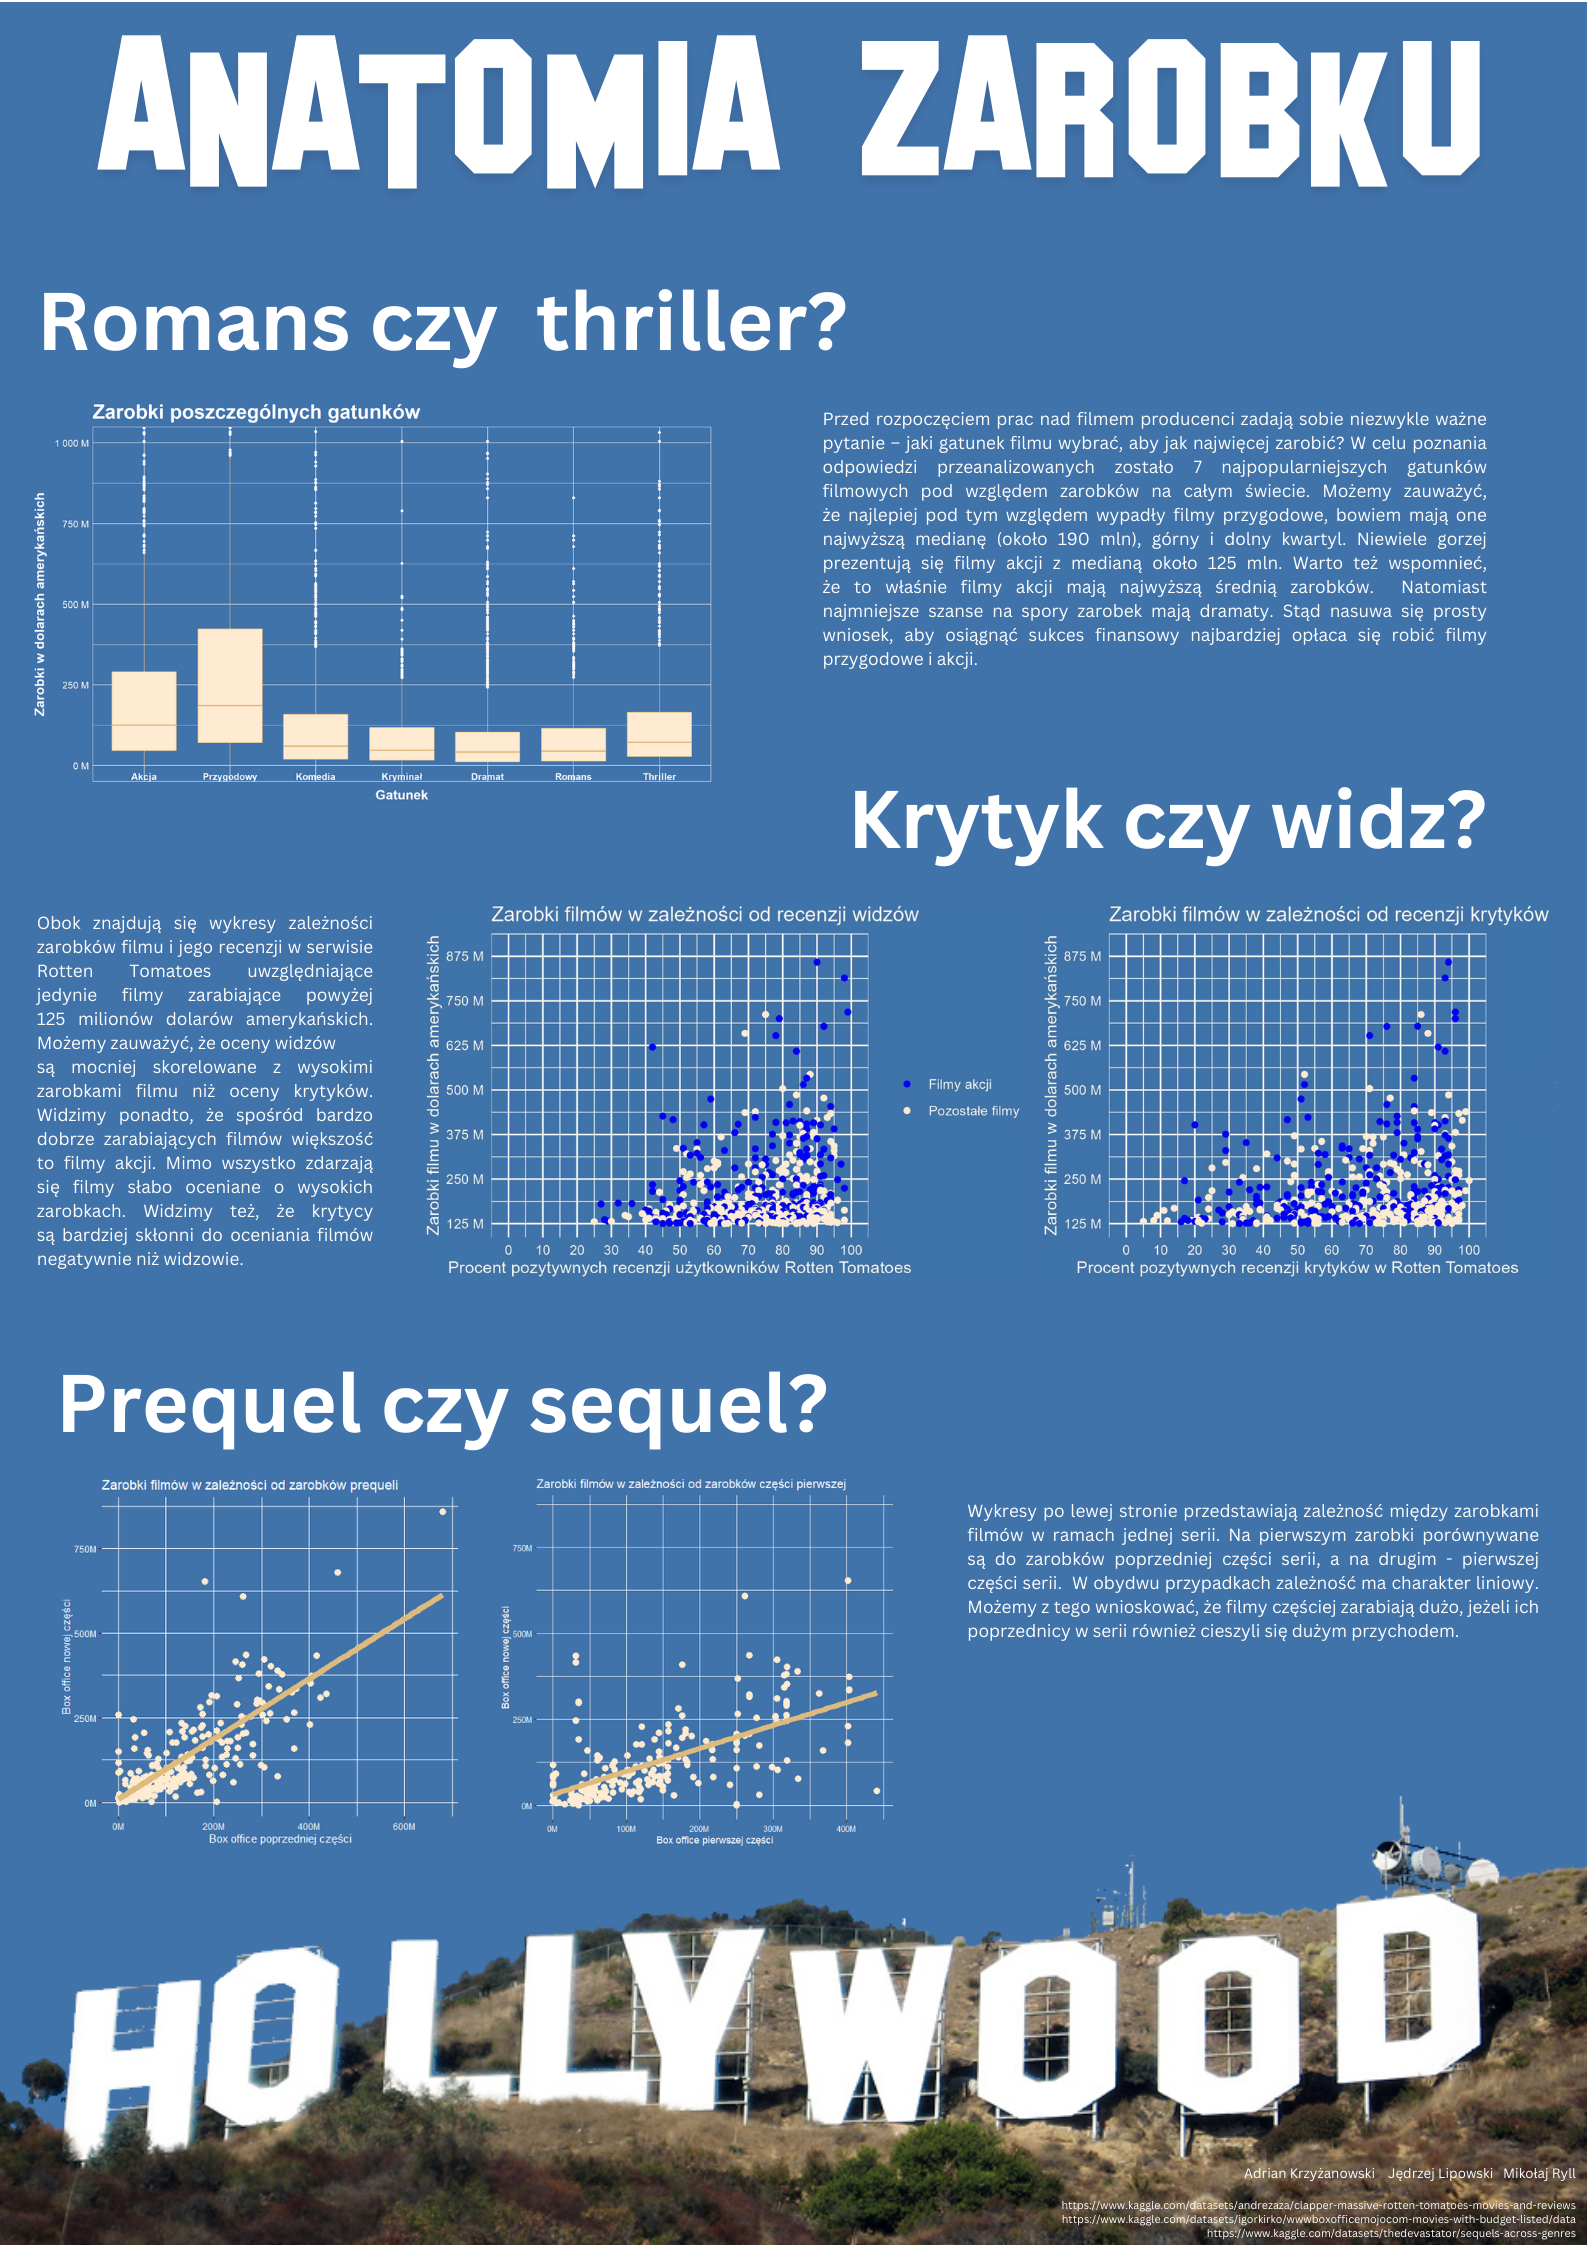 ANATOMIA ZAROBKU
Romans czy thriller?
Zarobki poszczególnych gatunków
Zarobki w dolarach amerykańskich
1 000 M
750 M
500 M
250 M
0 M
Akcja Przygodowy Komedia Kryminał Dramat Romans Thriller
Gatunek
Przed rozpoczęciem prac nad filmem producenci zadają sobie niezwykle ważne
pytanie – jaki gatunek filmu wybrać, aby jak najwięcej zarobić? W celu poznania
odpowiedzi przeanalizowanych zostało 7 najpopularniejszych gatunków
filmowych pod względem zarobków na całym świecie. Możemy zauważyć,
że najlepiej pod tym względem wypadły filmy przygodowe, bowiem mają one
najwyższą medianę (około 190 mln), górny i dolny kwartyl. Niewiele gorzej
prezentują się filmy akcji z medianą około 125 mln. Warto też wspomnieć,
że to właśnie filmy akcji mają najwyższą średnią zarobków. Natomiast
najmniejsze szanse na spory zarobek mają dramaty. Stąd nasuwa się prosty
wniosek, aby osiągnąć sukces finansowy najbardziej opłaca się robić filmy
przygodowe i akcji.
Krytyk czy widz?
Obok znajdują się wykresy zależności
zarobków filmu i jego recenzji w serwisie
Rotten Tomatoes uwzględniające
jedynie filmy zarabiające powyżej
125 milionów dolarów amerykańskich.
Możemy zauważyć, że oceny widzów
są mocniej skorelowane z wysokimi
zarobkami filmu niż oceny krytyków.
Widzimy ponadto, że spośród bardzo
dobrze zarabiających filmów większość
to filmy akcji. Mimo wszystko zdarzają
się filmy słabo oceniane o wysokich
zarobkach. Widzimy też, że krytycy
są bardziej skłonni do oceniania filmów
negatywnie niż widzowie.
Zarobki filmów w zależności od recenzji widzów
Zarobki filmu w dolarach amerykańskich
875 M
750 M
625 M
500 M
375 M
250 M
125 M
0 10 20 30 40 50 60 70 80 90 100
Procent pozytywnych recenzji użytkowników Rotten Tomatoes
Filmy akcji
Pozostałe filmy
Zarobki filmów w zależności od recenzji krytyków
Zarobki filmu w dolarach amerykańskich
875 M
750 M
625 M
500 M
375 M
250 M
125 M
0 10 20 30 40 50 60 70 80 90 100
Procent pozytywnych recenzji krytyków w Rotten Tomatoes
Prequel czy sequel?
Zarobki filmów w zależności od zarobków prequeli
Box office nowej części
750M
500M
250M
0M
0M 200M 400M 600M
Box office poprzedniej części
Zarobki filmów w zależności od zarobków części pierwszej
Box office nowej części
750M
500M
250M
0M
0M 100M 200M 300M 400M
Box office pierwszej części
Wykresy po lewej stronie przedstawiają zależność między zarobkami
filmów w ramach jednej serii. Na pierwszym zarobki porównywane
są do zarobków poprzedniej części serii, a na drugim - pierwszej
części serii. W obydwu przypadkach zależność ma charakter liniowy.
Możemy z tego wnioskować, że filmy częściej zarabiają dużo, jeżeli ich
poprzednicy w serii również cieszyli się dużym przychodem.
HOLLYWOOD
Adrian Krzyżanowski Jędrzej Lipowski Mikołaj Ryll
https://www.kaggle.com/datasets/andrezaza/clapper-massive-rotten-tomatoes-movies-and-reviews
https://www.kaggle.com/datasets/igorkirko/wwwboxofficemojocom-movies-with-budget-listed/data
https://www.kaggle.com/datasets/thedevastator/sequels-across-genres